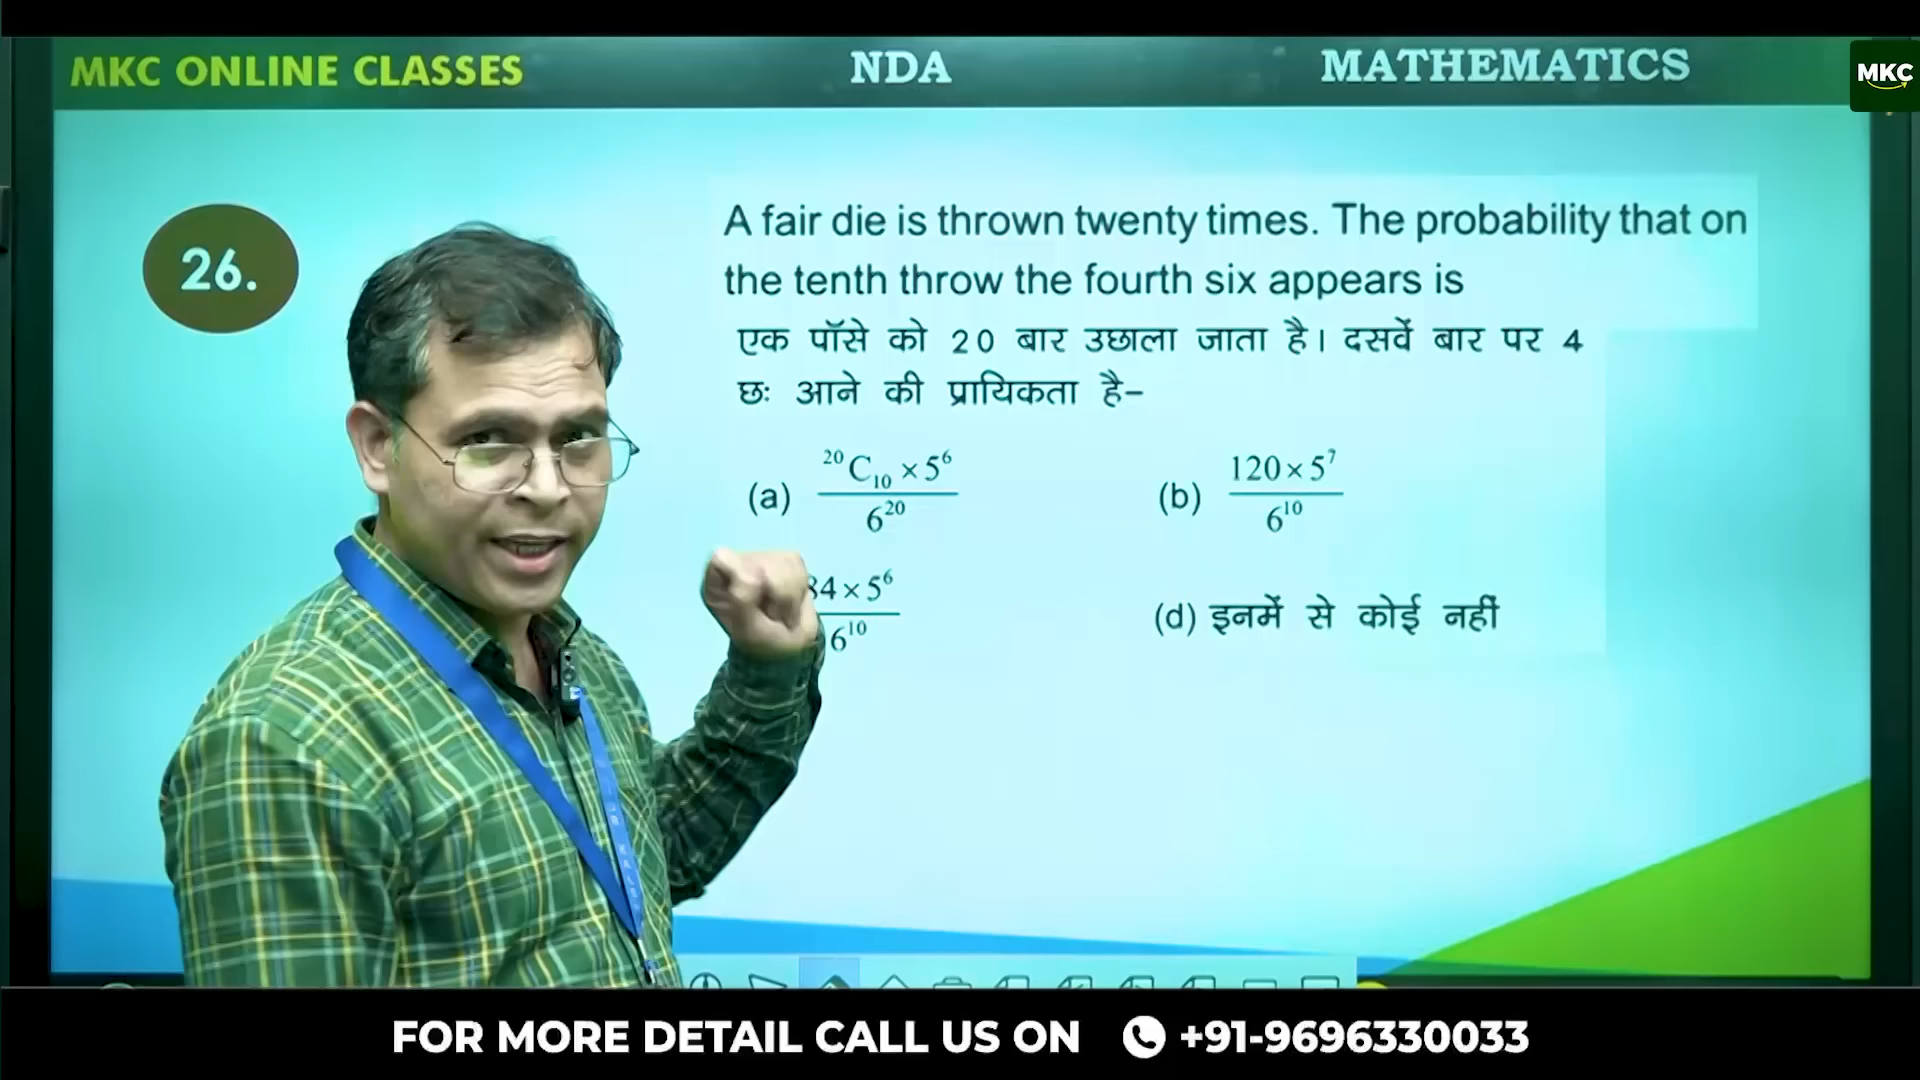 MKC ONLINE CLASSES NDA MATHEMATICS
MKC
26.
A fair die is thrown twenty times. The probability that on
the tenth throw the fourth six appears is
एक पाॅसे को 20 बार उछाला जाता है। दसवें बार पर 4
छः आने की प्रायिकता है–
(a) ²⁰C₁₀ × 5⁶ / 6²⁰ (b) 120 × 5⁷ / 6¹⁰
84 × 5⁶ / 6¹⁰ (d) इनमें से कोई नहीं
FOR MORE DETAIL CALL US ON +91-9696330033